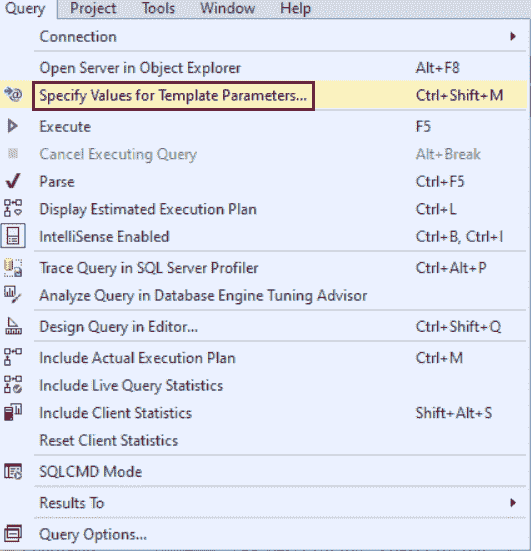 Query Project Tools Window Help
Connection
Open Server in Object Explorer Alt+F8
Specify Values for Template Parameters... Ctrl+Shift+M
Execute F5
Cancel Executing Query Alt+Break
Parse Ctrl+F5
Display Estimated Execution Plan Ctrl+L
IntelliSense Enabled Ctrl+B, Ctrl+I
Trace Query in SQL Server Profiler Ctrl+Alt+P
Analyze Query in Database Engine Tuning Advisor
Design Query in Editor... Ctrl+Shift+Q
Include Actual Execution Plan Ctrl+M
Include Live Query Statistics
Include Client Statistics Shift+Alt+S
Reset Client Statistics
SQLCMD Mode
Results To
Query Options...